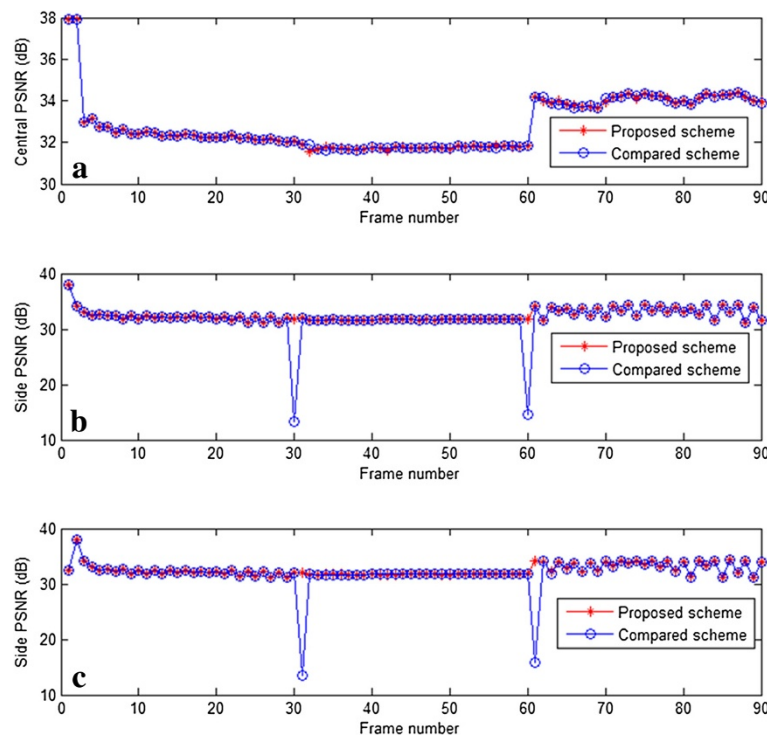 38
36
34
32
30
Central PSNR (dB)
a
Proposed scheme
Compared scheme
0 10 20 30 40 50 60 70 80 90
Frame number
40
30
20
10
Side PSNR (dB)
b
Proposed scheme
Compared scheme
0 10 20 30 40 50 60 70 80 90
Frame number
40
30
20
10
Side PSNR (dB)
c
Proposed scheme
Compared scheme
0 10 20 30 40 50 60 70 80 90
Frame number